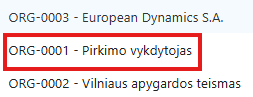 ORG-0003 - European Dynamics S.A.
ORG-0001 - Pirkimo vykdytojas
ORG-0002 - Vilniaus apygardos teismas